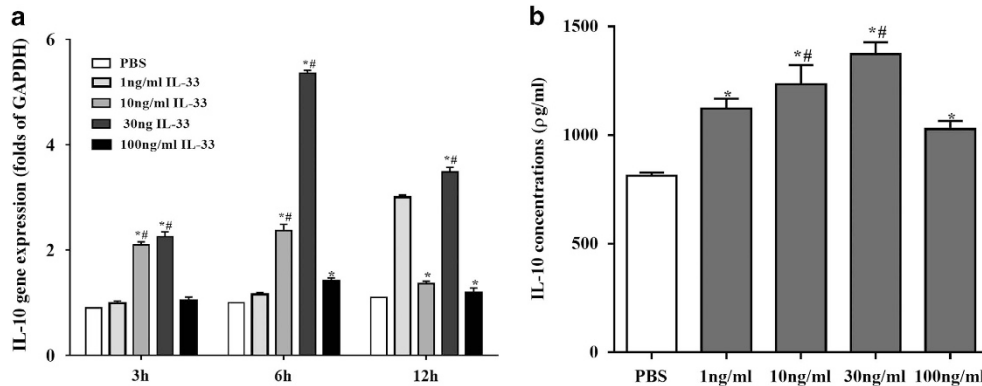 a
IL-10 gene expression (folds of GAPDH)
6
4
2
0
PBS
1ng/ml IL-33
10ng/ml IL-33
30ng IL-33
100ng/ml IL-33
*# *#
*# *# *
* *# *
3h 6h 12h
b
IL-10 concentrations (ρg/ml)
1500
1000
500
0
* *# *# *
PBS 1ng/ml 10ng/ml 30ng/ml 100ng/ml